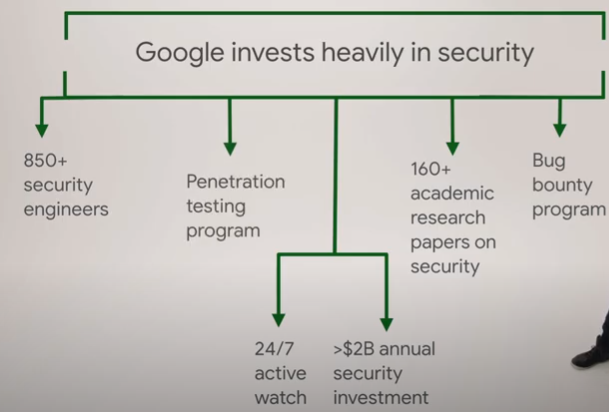 Google invests heavily in security
850+
security
engineers
Penetration
testing
program
24/7
active
watch
>$2B annual
security
investment
160+
academic
research
papers on
security
Bug
bounty
program